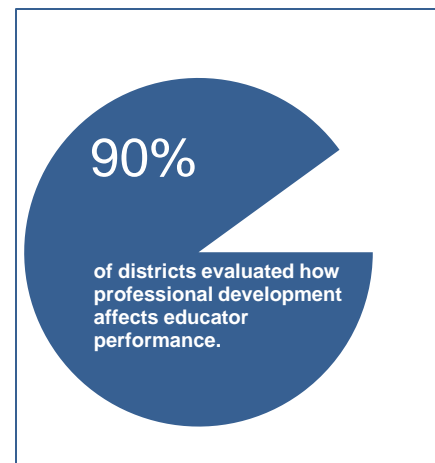 90%
of districts evaluated how
professional development
affects educator
performance.